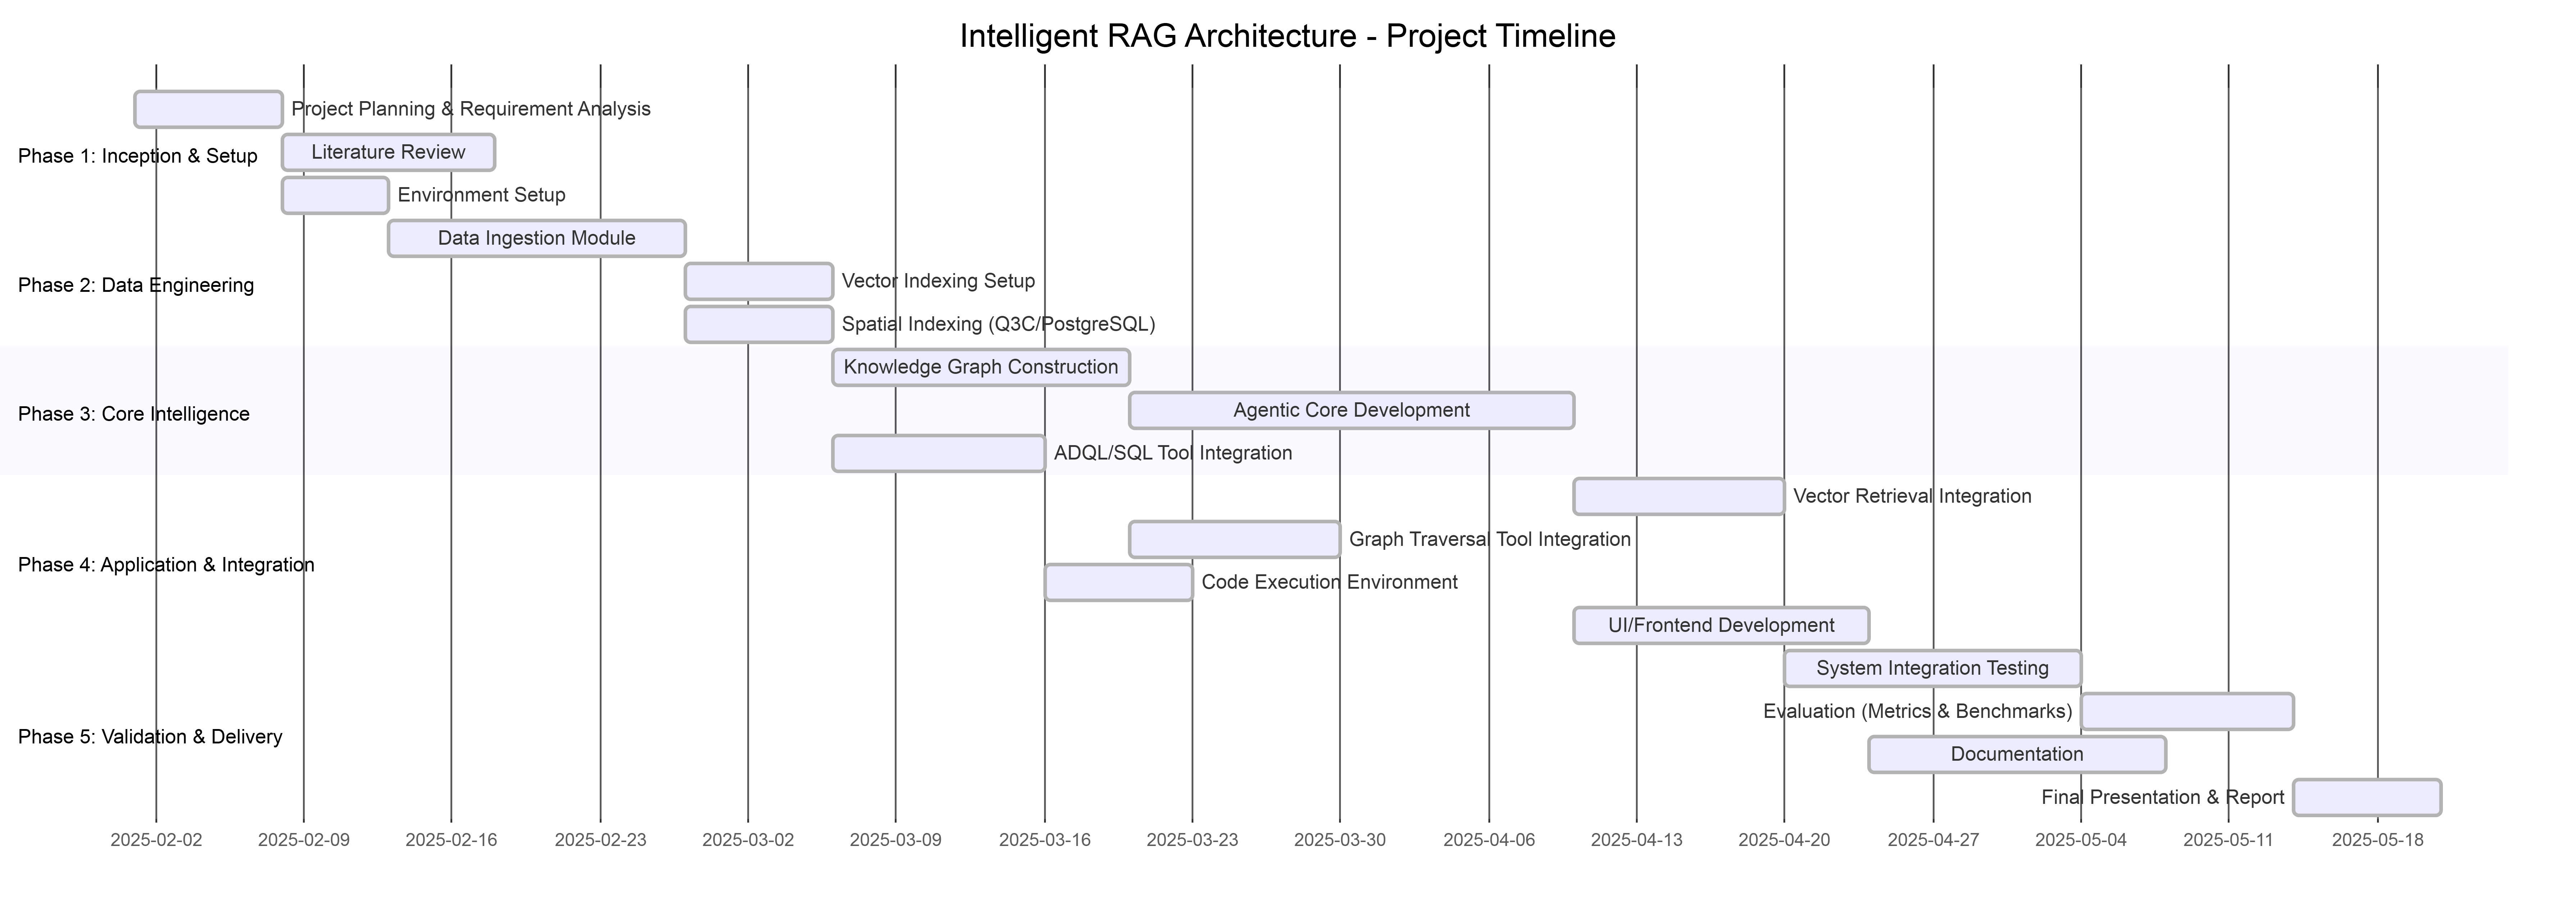 Intelligent RAG Architecture - Project Timeline
Project Planning & Requirement Analysis
Phase 1: Inception & Setup
Literature Review
Environment Setup
Data Ingestion Module
Phase 2: Data Engineering
Vector Indexing Setup
Spatial Indexing (Q3C/PostgreSQL)
Knowledge Graph Construction
Phase 3: Core Intelligence
Agentic Core Development
ADQL/SQL Tool Integration
Vector Retrieval Integration
Graph Traversal Tool Integration
Phase 4: Application & Integration
Code Execution Environment
UI/Frontend Development
System Integration Testing
Evaluation (Metrics & Benchmarks)
Phase 5: Validation & Delivery
Documentation
Final Presentation & Report
2025-02-02 2025-02-09 2025-02-16 2025-02-23 2025-03-02 2025-03-09 2025-03-16 2025-03-23 2025-03-30 2025-04-06 2025-04-13 2025-04-20 2025-04-27 2025-05-04 2025-05-11 2025-05-18